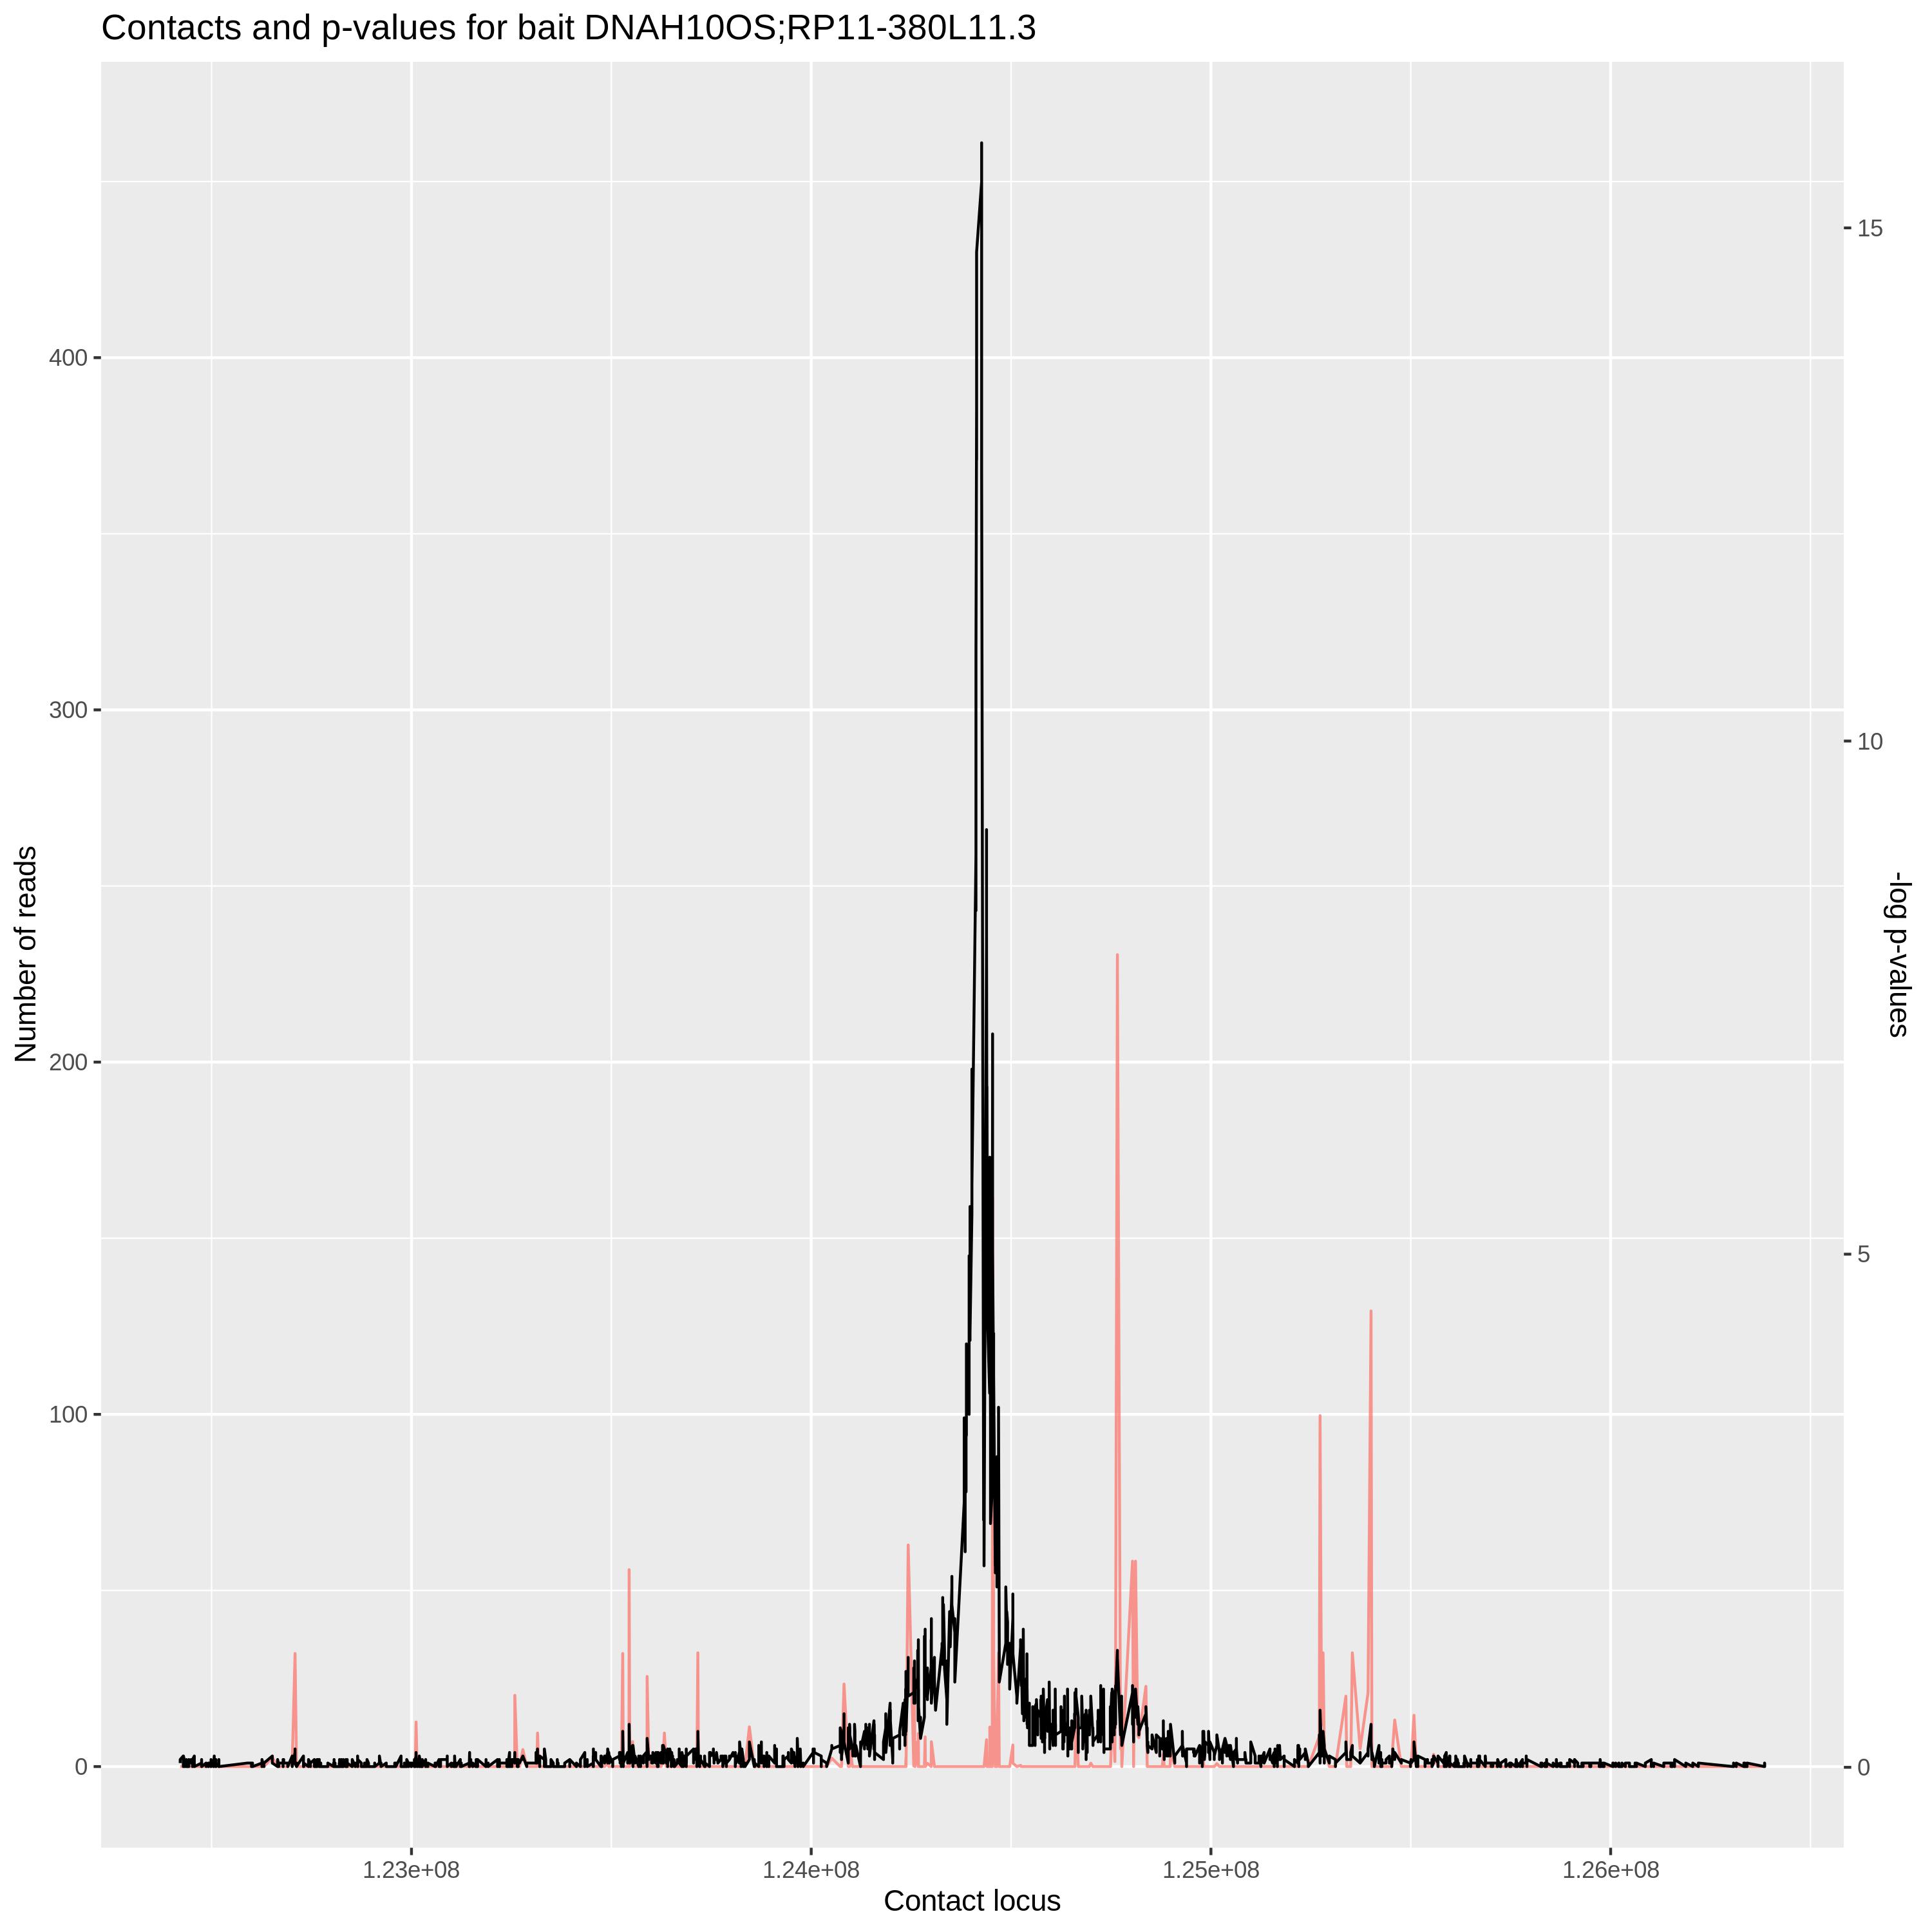 Contacts and p-values for bait DNAH10OS;RP11-380L11.3
Number of reads
400
300
200
100
0
15
10
5
0
-log p-values
1.23e+08 1.24e+08 1.25e+08 1.26e+08
Contact locus